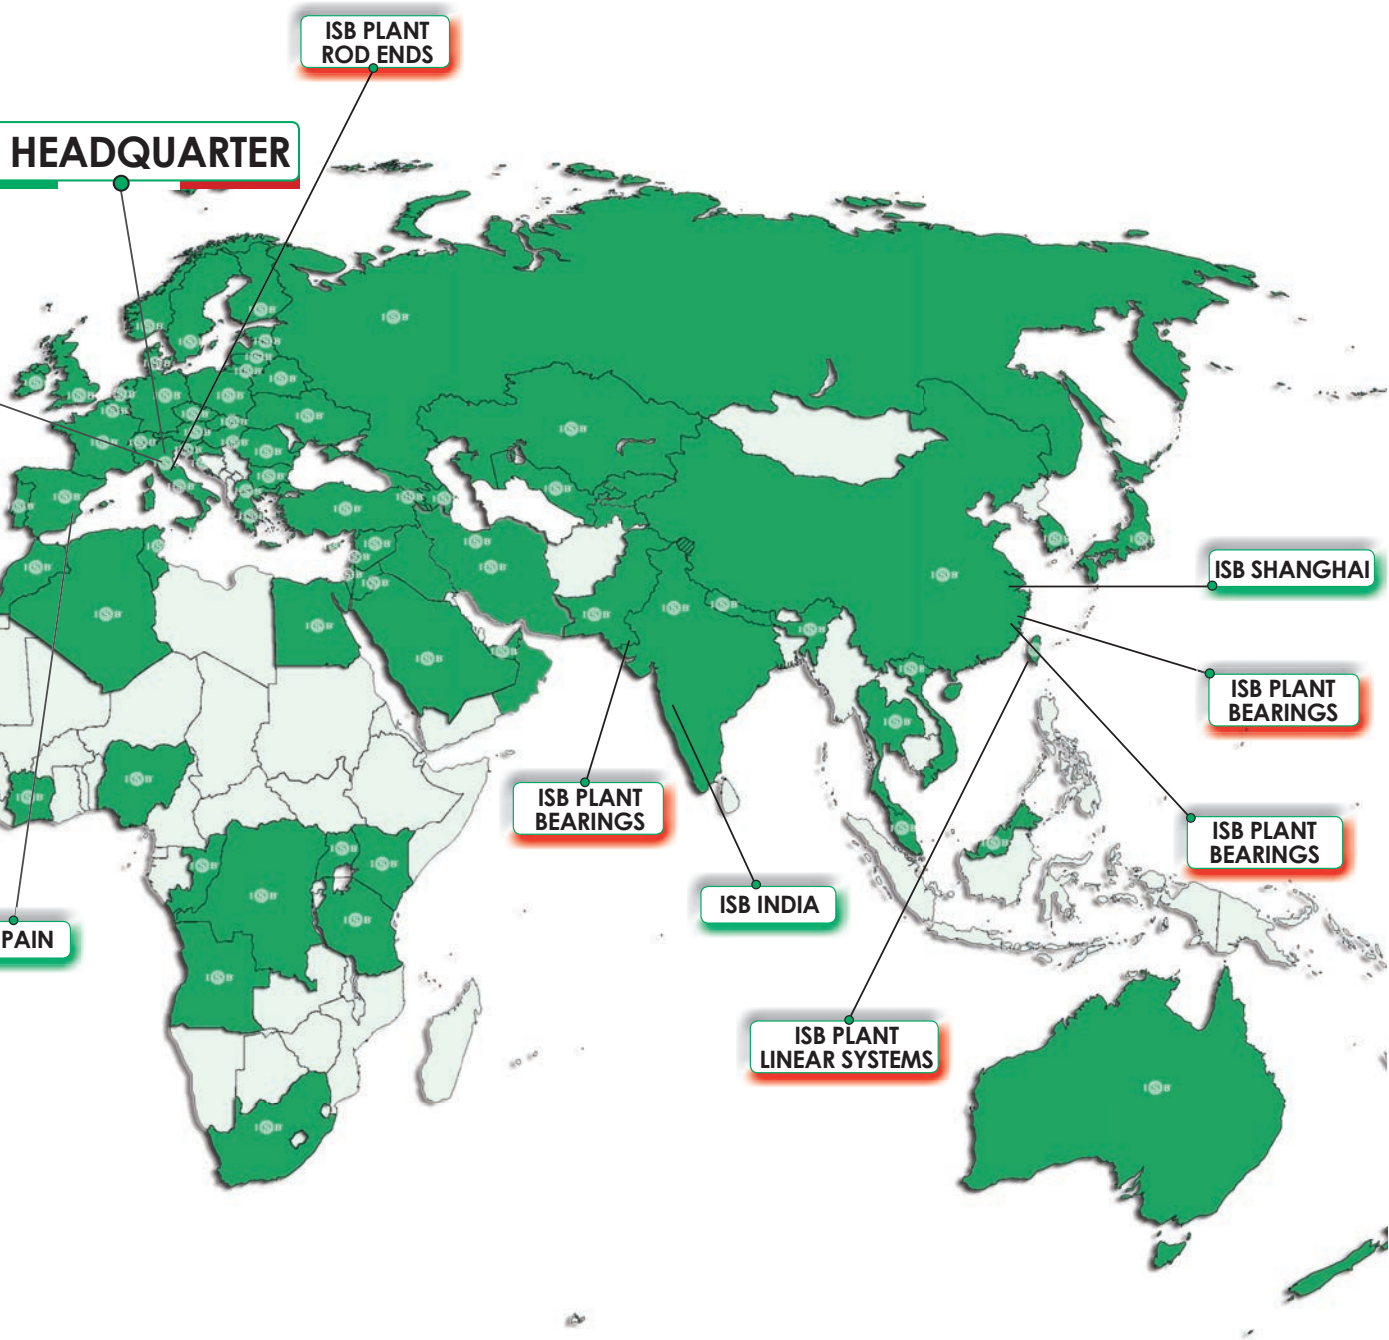 ISB PLANT
ROD ENDS
HEADQUARTER
ISB SHANGHAI
ISB PLANT
BEARINGS
ISB PLANT
BEARINGS
ISB PLANT
BEARINGS
ISB INDIA
PAIN
ISB PLANT
LINEAR SYSTEMS